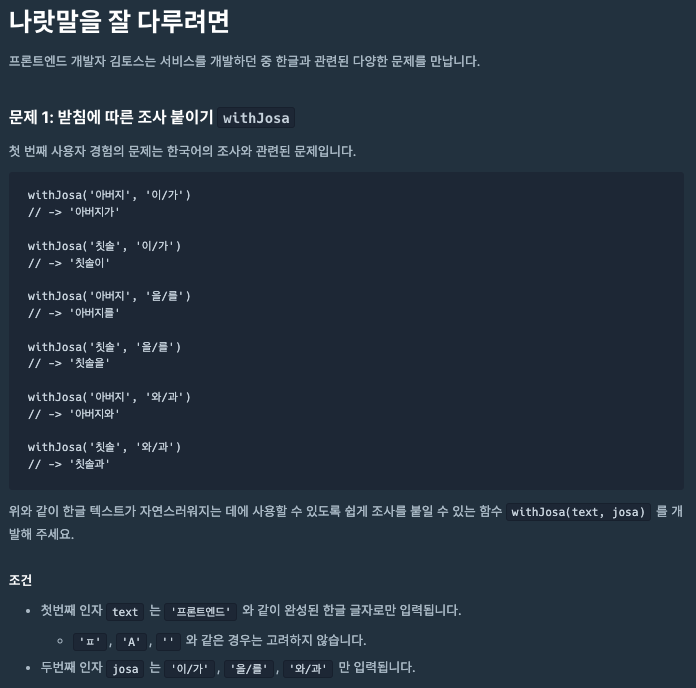 나랏말을 잘 다루려면
프론트엔드 개발자 김토스는 서비스를 개발하던 중 한글과 관련된 다양한 문제를 만납니다.
문제 1: 받침에 따른 조사 붙이기 withJosa
첫 번째 사용자 경험의 문제는 한국어의 조사와 관련된 문제입니다.
withJosa('아버지', '이/가')
// -> '아버지가'
withJosa('칫솔', '이/가')
// -> '칫솔이'
withJosa('아버지', '을/를')
// -> '아버지를'
withJosa('칫솔', '을/를')
// -> '칫솔을'
withJosa('아버지', '와/과')
// -> '아버지와'
withJosa('칫솔', '와/과')
// -> '칫솔과'
위와 같이 한글 텍스트가 자연스러워지는 데에 사용할 수 있도록 쉽게 조사를 붙일 수 있는 함수 withJosa(text, josa) 를 개
발해 주세요.
조건
• 첫번째 인자 text 는 '프론트엔드' 와 같이 완성된 한글 글자로만 입력됩니다.
◦ 'ㅍ', 'A', '' 와 같은 경우는 고려하지 않습니다.
• 두번째 인자 josa 는 '이/가', '을/를', '와/과' 만 입력됩니다.